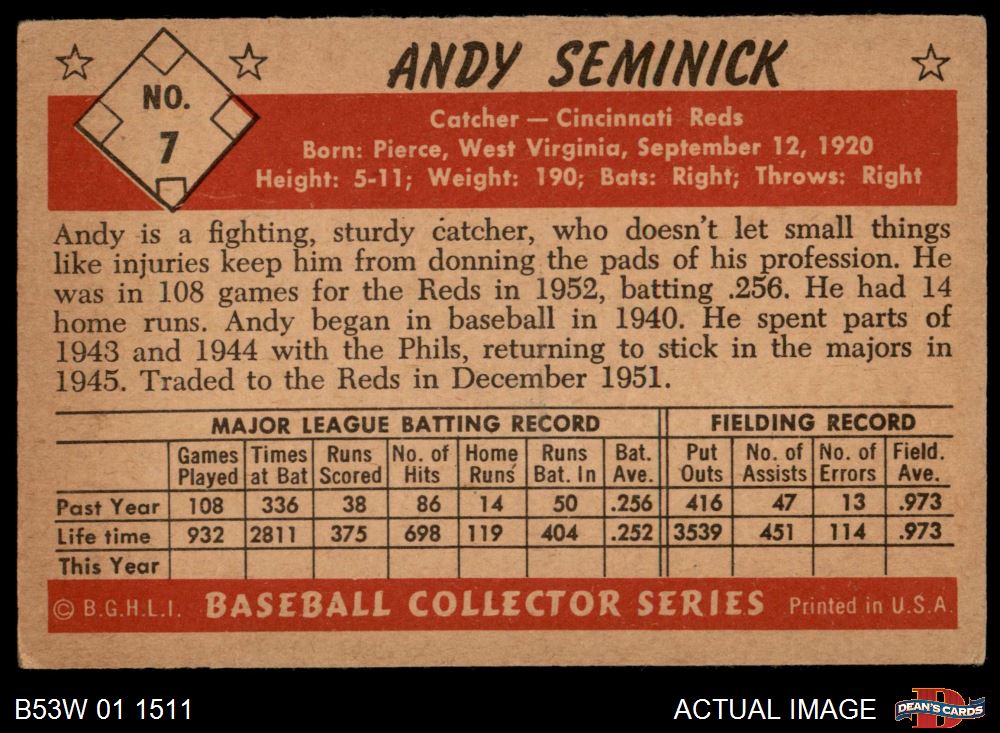 ANDY SEMINICK
NO.
7
Catcher — Cincinnati Reds
Born: Pierce, West Virginia, September 12, 1920
Height: 5-11; Weight: 190; Bats: Right; Throws: Right
Andy is a fighting, sturdy catcher, who doesn't let small things
like injuries keep him from donning the pads of his profession. He
was in 108 games for the Reds in 1952, batting .256. He had 14
home runs. Andy began in baseball in 1940. He spent parts of
1943 and 1944 with the Phils, returning to stick in the majors in
1945. Traded to the Reds in December 1951.
MAJOR LEAGUE BATTING RECORD FIELDING RECORD
Games Times Runs No. of Home Runs Bat. Put No. of No. of Field.
Played at Bat Scored Hits Runs Bat. In Ave. Outs Assists Errors Ave.
Past Year 108 336 38 86 14 50 .256 416 47 13 .973
Life time 932 2811 375 698 119 404 .252 3539 451 114 .973
This Year
© B.G.H.L.I. BASEBALL COLLECTOR SERIES Printed in U.S.A.
B53W 01 1511 ACTUAL IMAGE DEAN'S CARDS